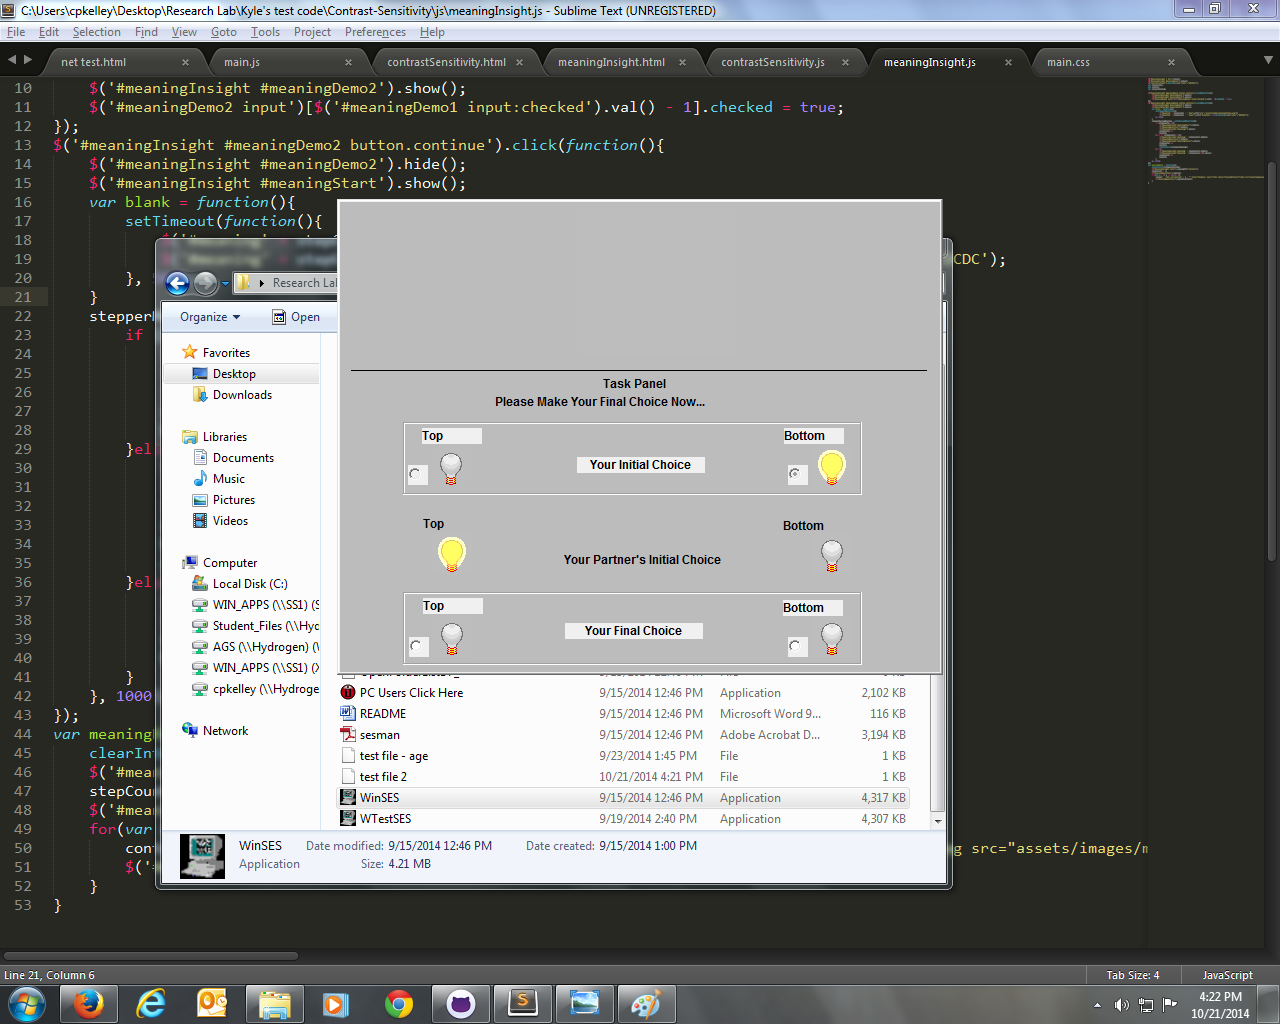 C:\Users\cpkelley\Desktop\Research Lab\Kyle's test code\Contrast-Sensitivity\js\meaningInsight.js - Sublime Text (UNREGISTERED)
File Edit Selection Find View Goto Tools Project Preferences Help
net test.html main.js contrastSensitivity.html meaningInsight.html contrastSensitivity.js meaningInsight.js main.css
10 $('#meaningInsight #meaningDemo2').show();
11 $('#meaningDemo2 input')[$('#meaningDemo1 input:checked').val() - 1].checked = true;
12 });
13 $('#meaningInsight #meaningDemo2 button.continue').click(function(){
14 $('#meaningInsight #meaningDemo2').hide();
15 $('#meaningInsight #meaningStart').show();
16 var blank = function(){
17 setTimeout(function(){
18
19 CDC');
20 },
21 }
22 stepper
23 if
24
25
26
27
28
29 }el
30
31
32
33
34
35
36 }el
37
38
39
40
41 }
42 }, 1000
43 });
44 var meaning
45 clearIn
46 $('#mea
47 stepCou
48 $('#mea
49 for(var
50 con g src="assets/images/m
51 $('
52 }
53 }
Research La
Organize Open
Favorites
Desktop
Downloads
Libraries
Documents
Music
Pictures
Videos
Computer
Local Disk (C:)
WIN_APPS (\\SS1) (S
Student_Files (\\Hyd
AGS (\\Hydrogen) (
WIN_APPS (\\SS1) (X
cpkelley (\\Hydroge
Network
Task Panel
Please Make Your Final Choice Now...
Top Bottom
Your Initial Choice
Top Bottom
Your Partner's Initial Choice
Top Bottom
Your Final Choice
PC Users Click Here 9/15/2014 12:46 PM Application 2,102 KB
README 9/15/2014 12:46 PM Microsoft Word 9... 116 KB
sesman 9/15/2014 12:46 PM Adobe Acrobat D... 3,194 KB
test file - age 9/23/2014 1:45 PM File 1 KB
test file 2 10/21/2014 4:21 PM File 1 KB
WinSES 9/15/2014 12:46 PM Application 4,317 KB
WTestSES 9/19/2014 2:40 PM Application 4,307 KB
WinSES Date modified: 9/15/2014 12:46 PM Date created: 9/15/2014 1:00 PM
Application Size: 4.21 MB
Line 21, Column 6 Tab Size: 4 JavaScript
4:22 PM
10/21/2014